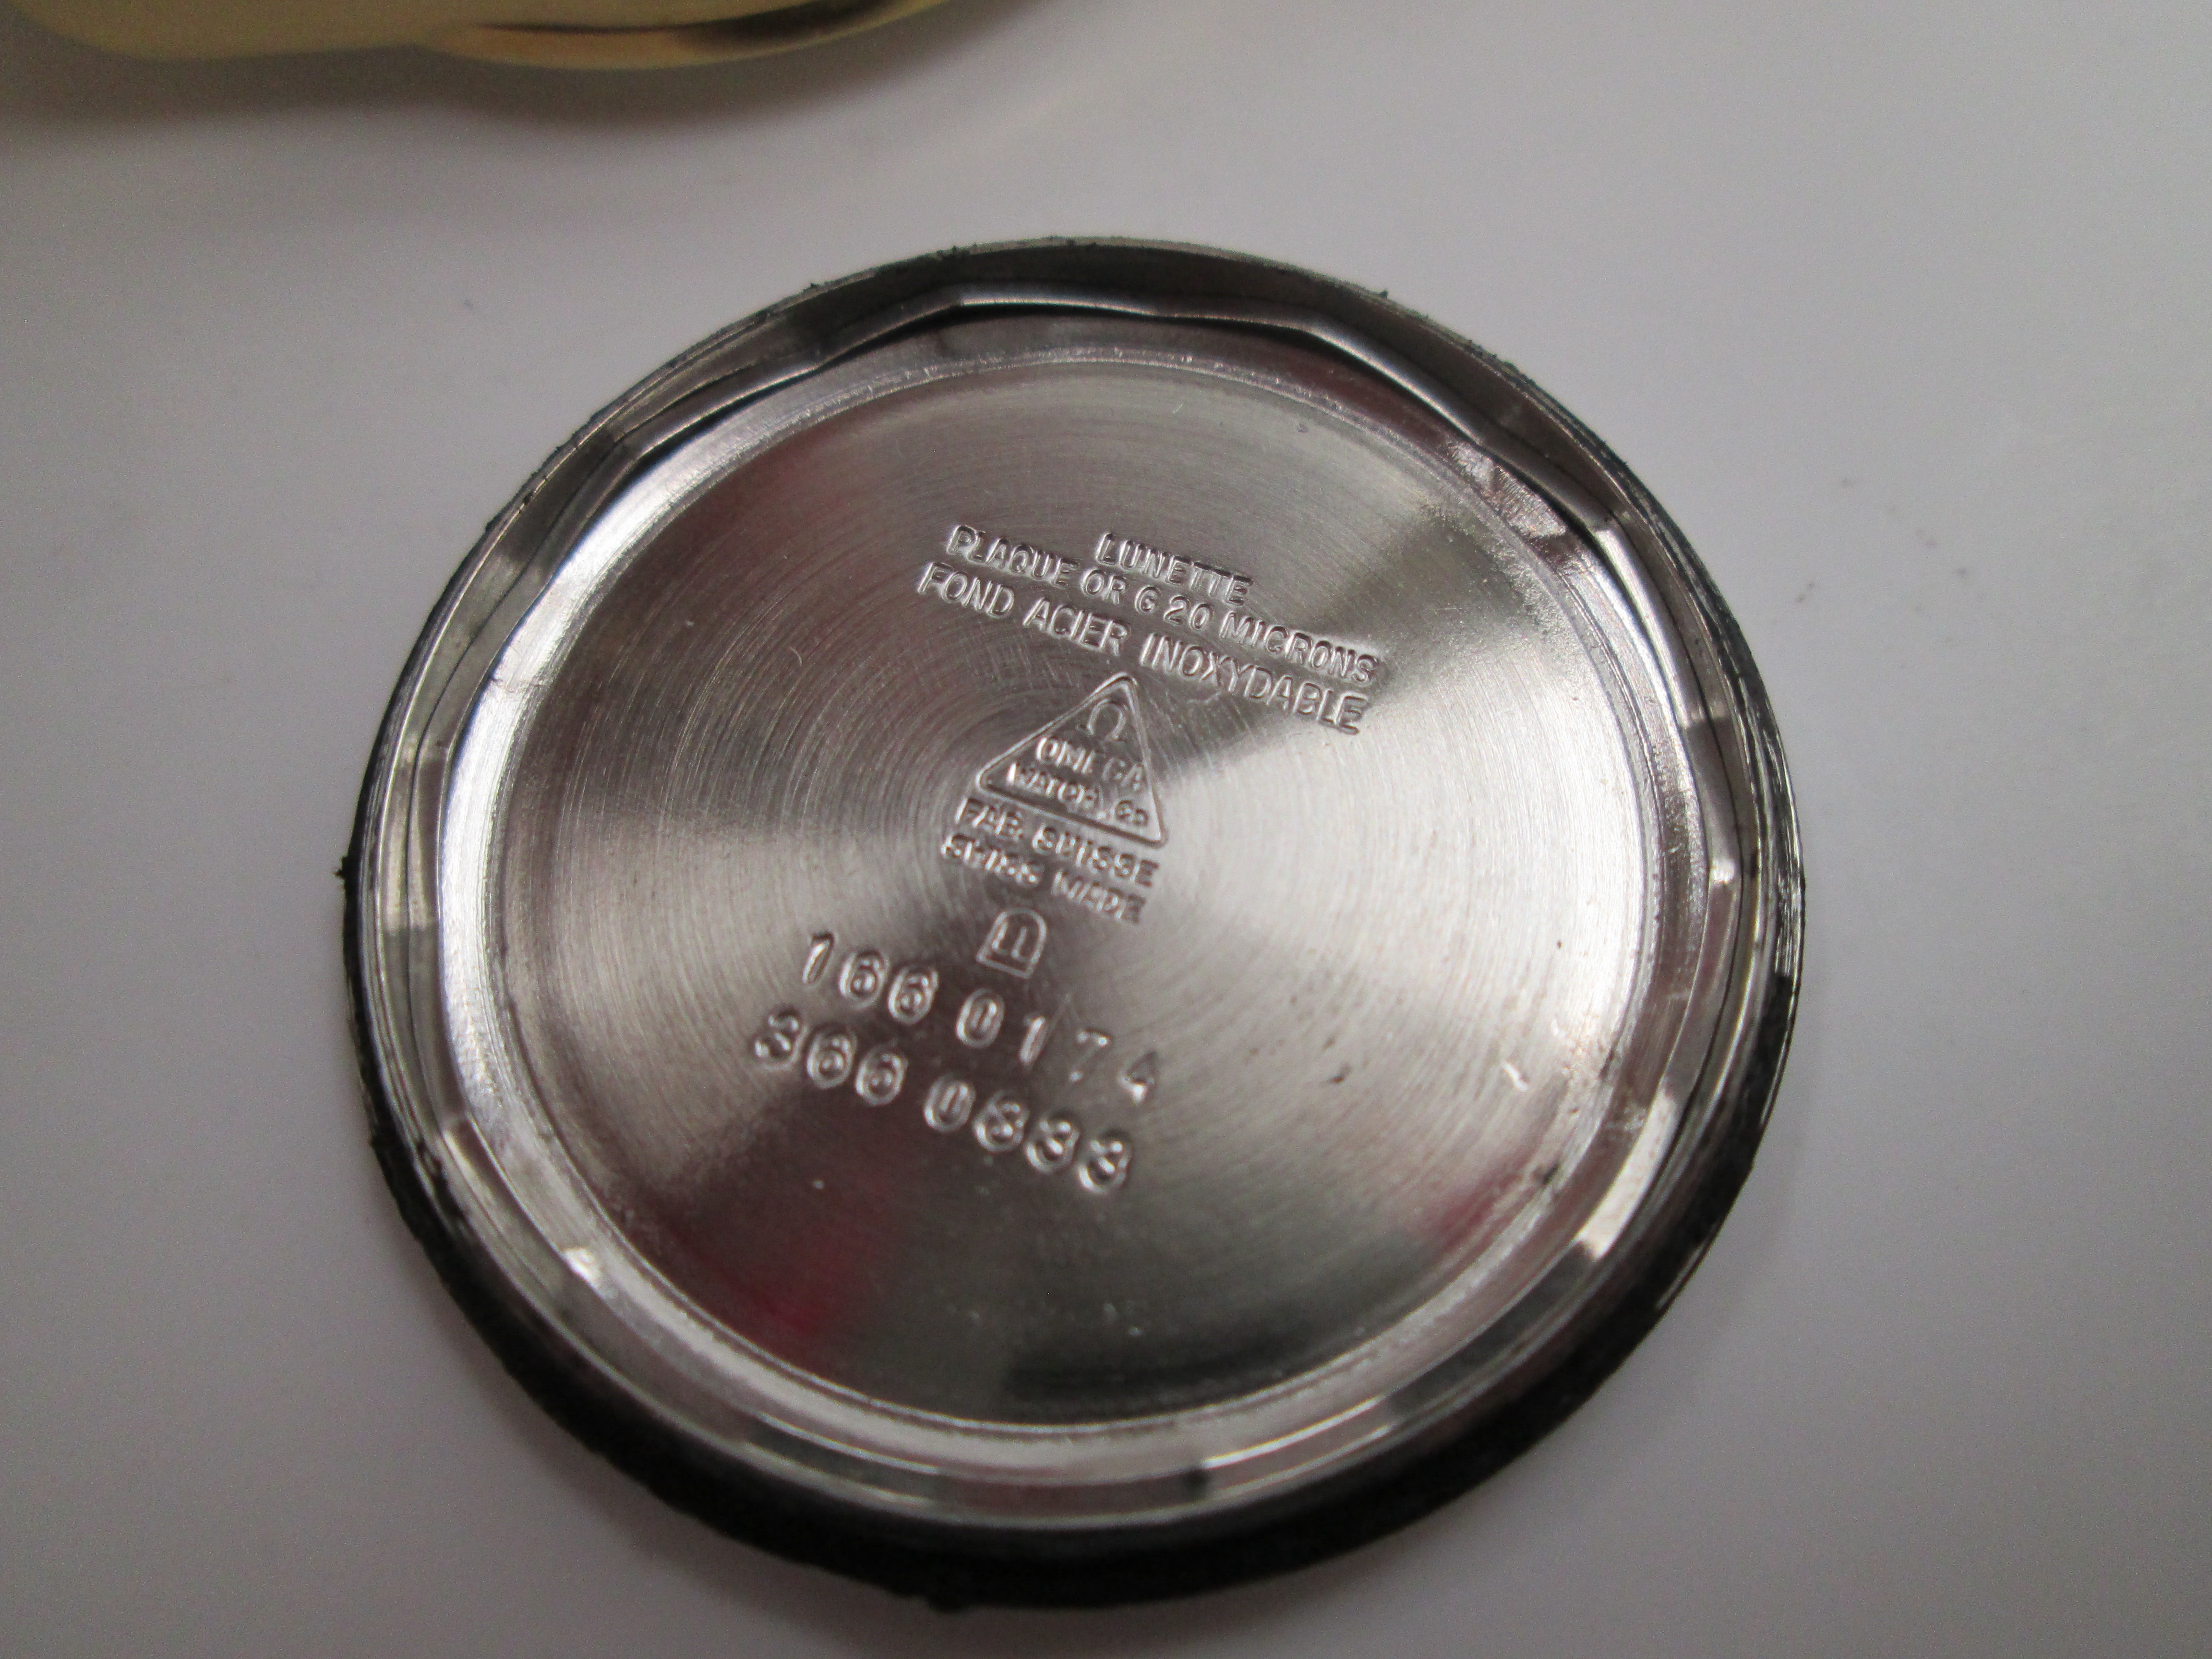 LUNETTE
PLAQUE OR G 20 MICRONS
FOND ACIER INOXYDABLE
Ω
OMEGA
WATCH Co
FAB. SUISSE
SWISS MADE
166 0174
366 0833